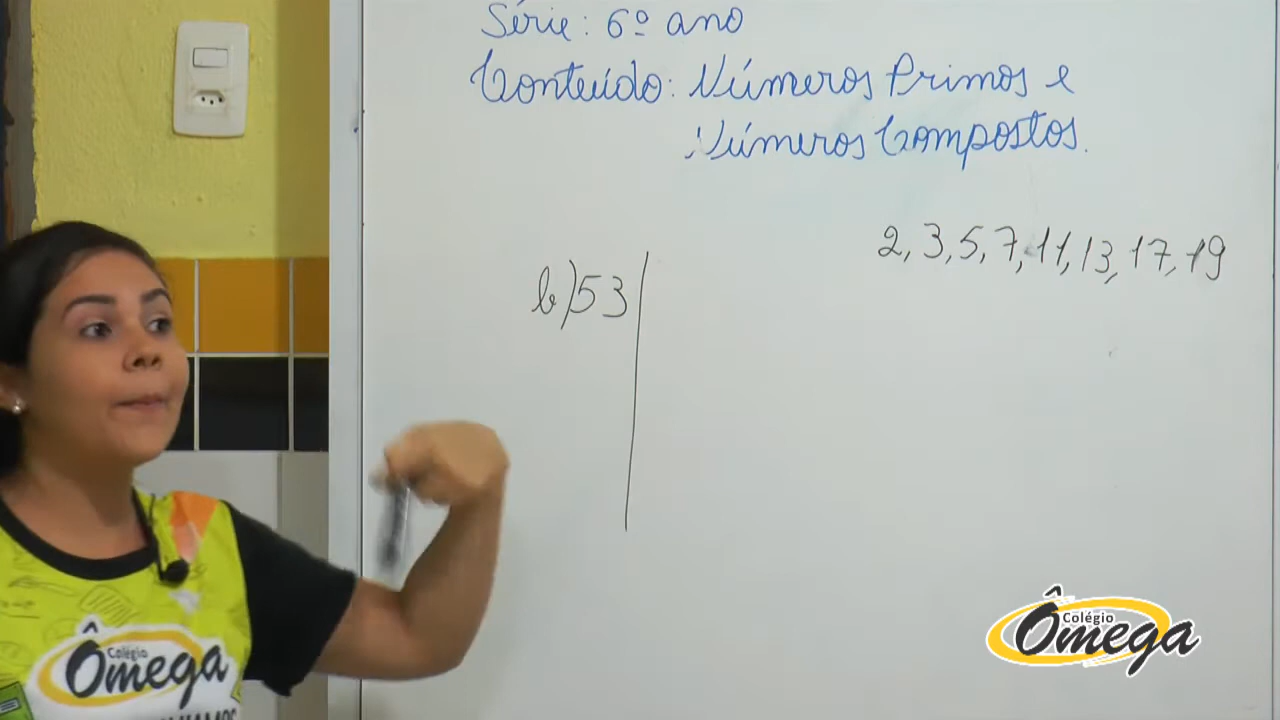 Série: 6º ano
Conteúdo: Números Primos e
Números Compostos.
2, 3, 5, 7, 11, 13, 17, 19
b) 53
Colégio
Ômega
Colégio
Ômega